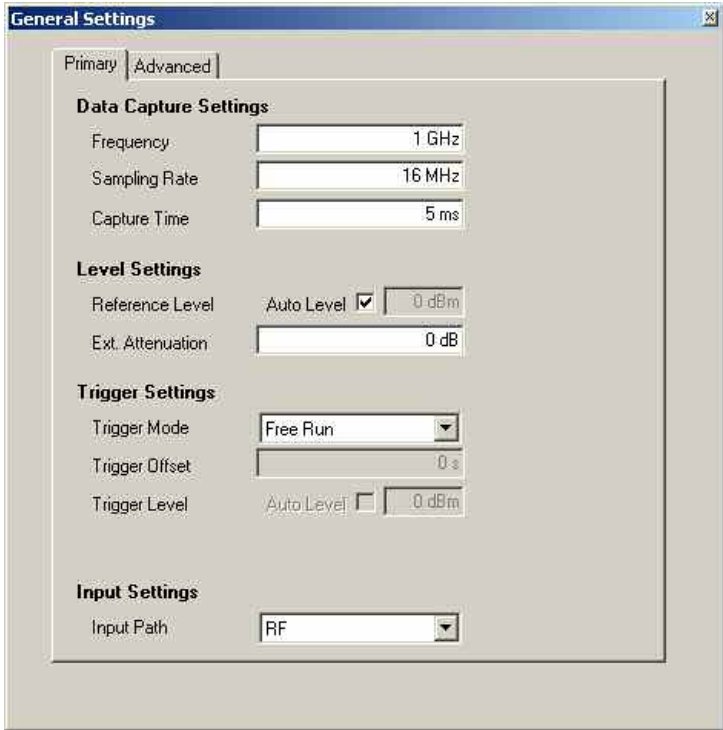 General Settings
Primary Advanced
Data Capture Settings
Frequency 1 GHz
Sampling Rate 16 MHz
Capture Time 5 ms
Level Settings
Reference Level Auto Level 0 dBm
Ext. Attenuation 0 dB
Trigger Settings
Trigger Mode Free Run
Trigger Offset 0 s
Trigger Level Auto Level 0 dBm
Input Settings
Input Path RF